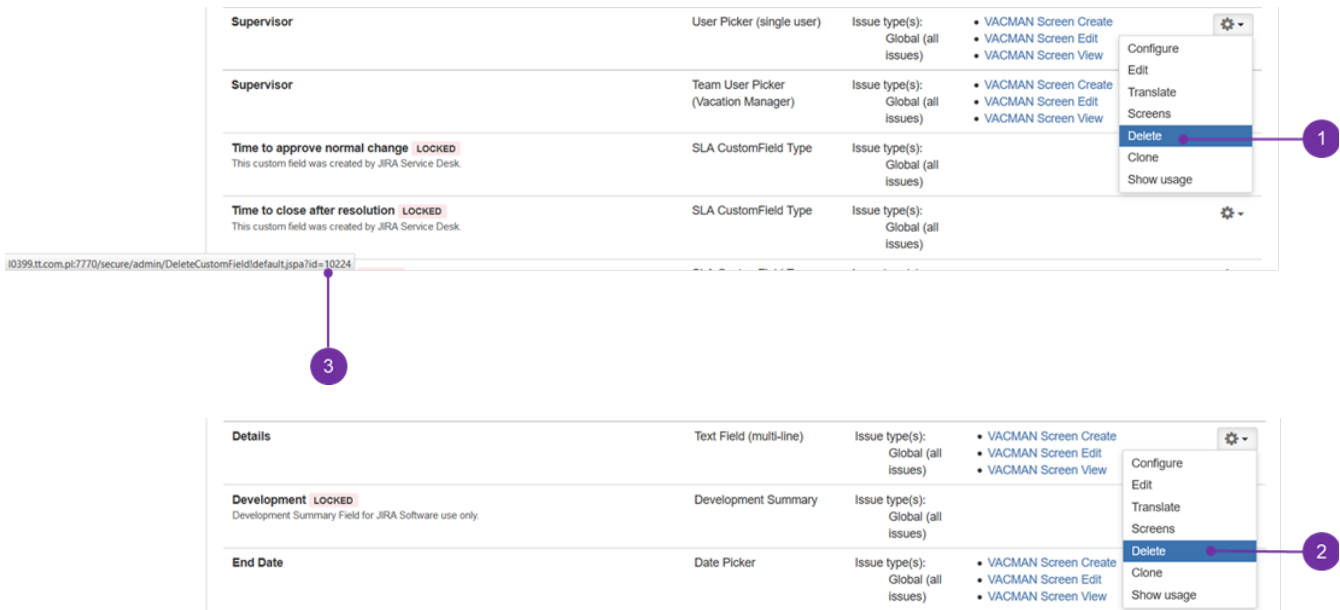 Supervisor User Picker (single user) Issue type(s): • VACMAN Screen Create
Global (all • VACMAN Screen Edit
issues) • VACMAN Screen View
Configure
Edit
Translate
Screens
Delete
Clone
Show usage
1
Supervisor Team User Picker Issue type(s): • VACMAN Screen Create
(Vacation Manager) Global (all • VACMAN Screen Edit
issues) • VACMAN Screen View
Time to approve normal change LOCKED SLA CustomField Type Issue type(s):
This custom field was created by JIRA Service Desk. Global (all
issues)
Time to close after resolution LOCKED SLA CustomField Type Issue type(s):
This custom field was created by JIRA Service Desk. Global (all
issues)
l0399.tt.com.pl:7770/secure/admin/DeleteCustomField!default.jspa?id=10224
3
Details Text Field (multi-line) Issue type(s): • VACMAN Screen Create
Global (all • VACMAN Screen Edit
issues) • VACMAN Screen View
Configure
Edit
Translate
Screens
Delete
Clone
Show usage
2
Development LOCKED Development Summary Issue type(s):
Development Summary Field for JIRA Software use only. Global (all
issues)
End Date Date Picker Issue type(s): • VACMAN Screen Create
Global (all • VACMAN Screen Edit
issues) • VACMAN Screen View